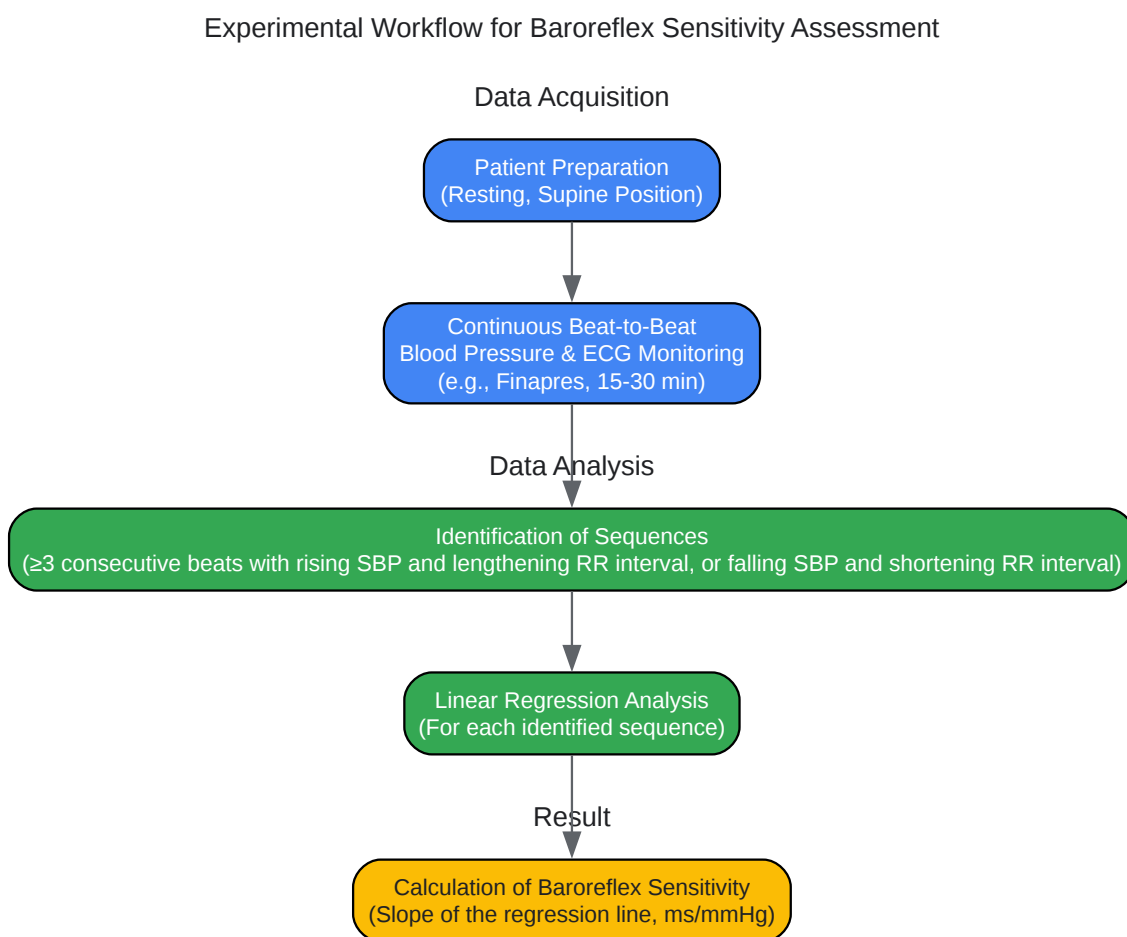 Experimental Workflow for Baroreflex Sensitivity Assessment
Data Acquisition
Patient Preparation
(Resting, Supine Position)
Continuous Beat-to-Beat
Blood Pressure & ECG Monitoring
(e.g., Finapres, 15-30 min)
Data Analysis
Identification of Sequences
(≥3 consecutive beats with rising SBP and lengthening RR interval, or falling SBP and shortening RR interval)
Linear Regression Analysis
(For each identified sequence)
Result
Calculation of Baroreflex Sensitivity
(Slope of the regression line, ms/mmHg)